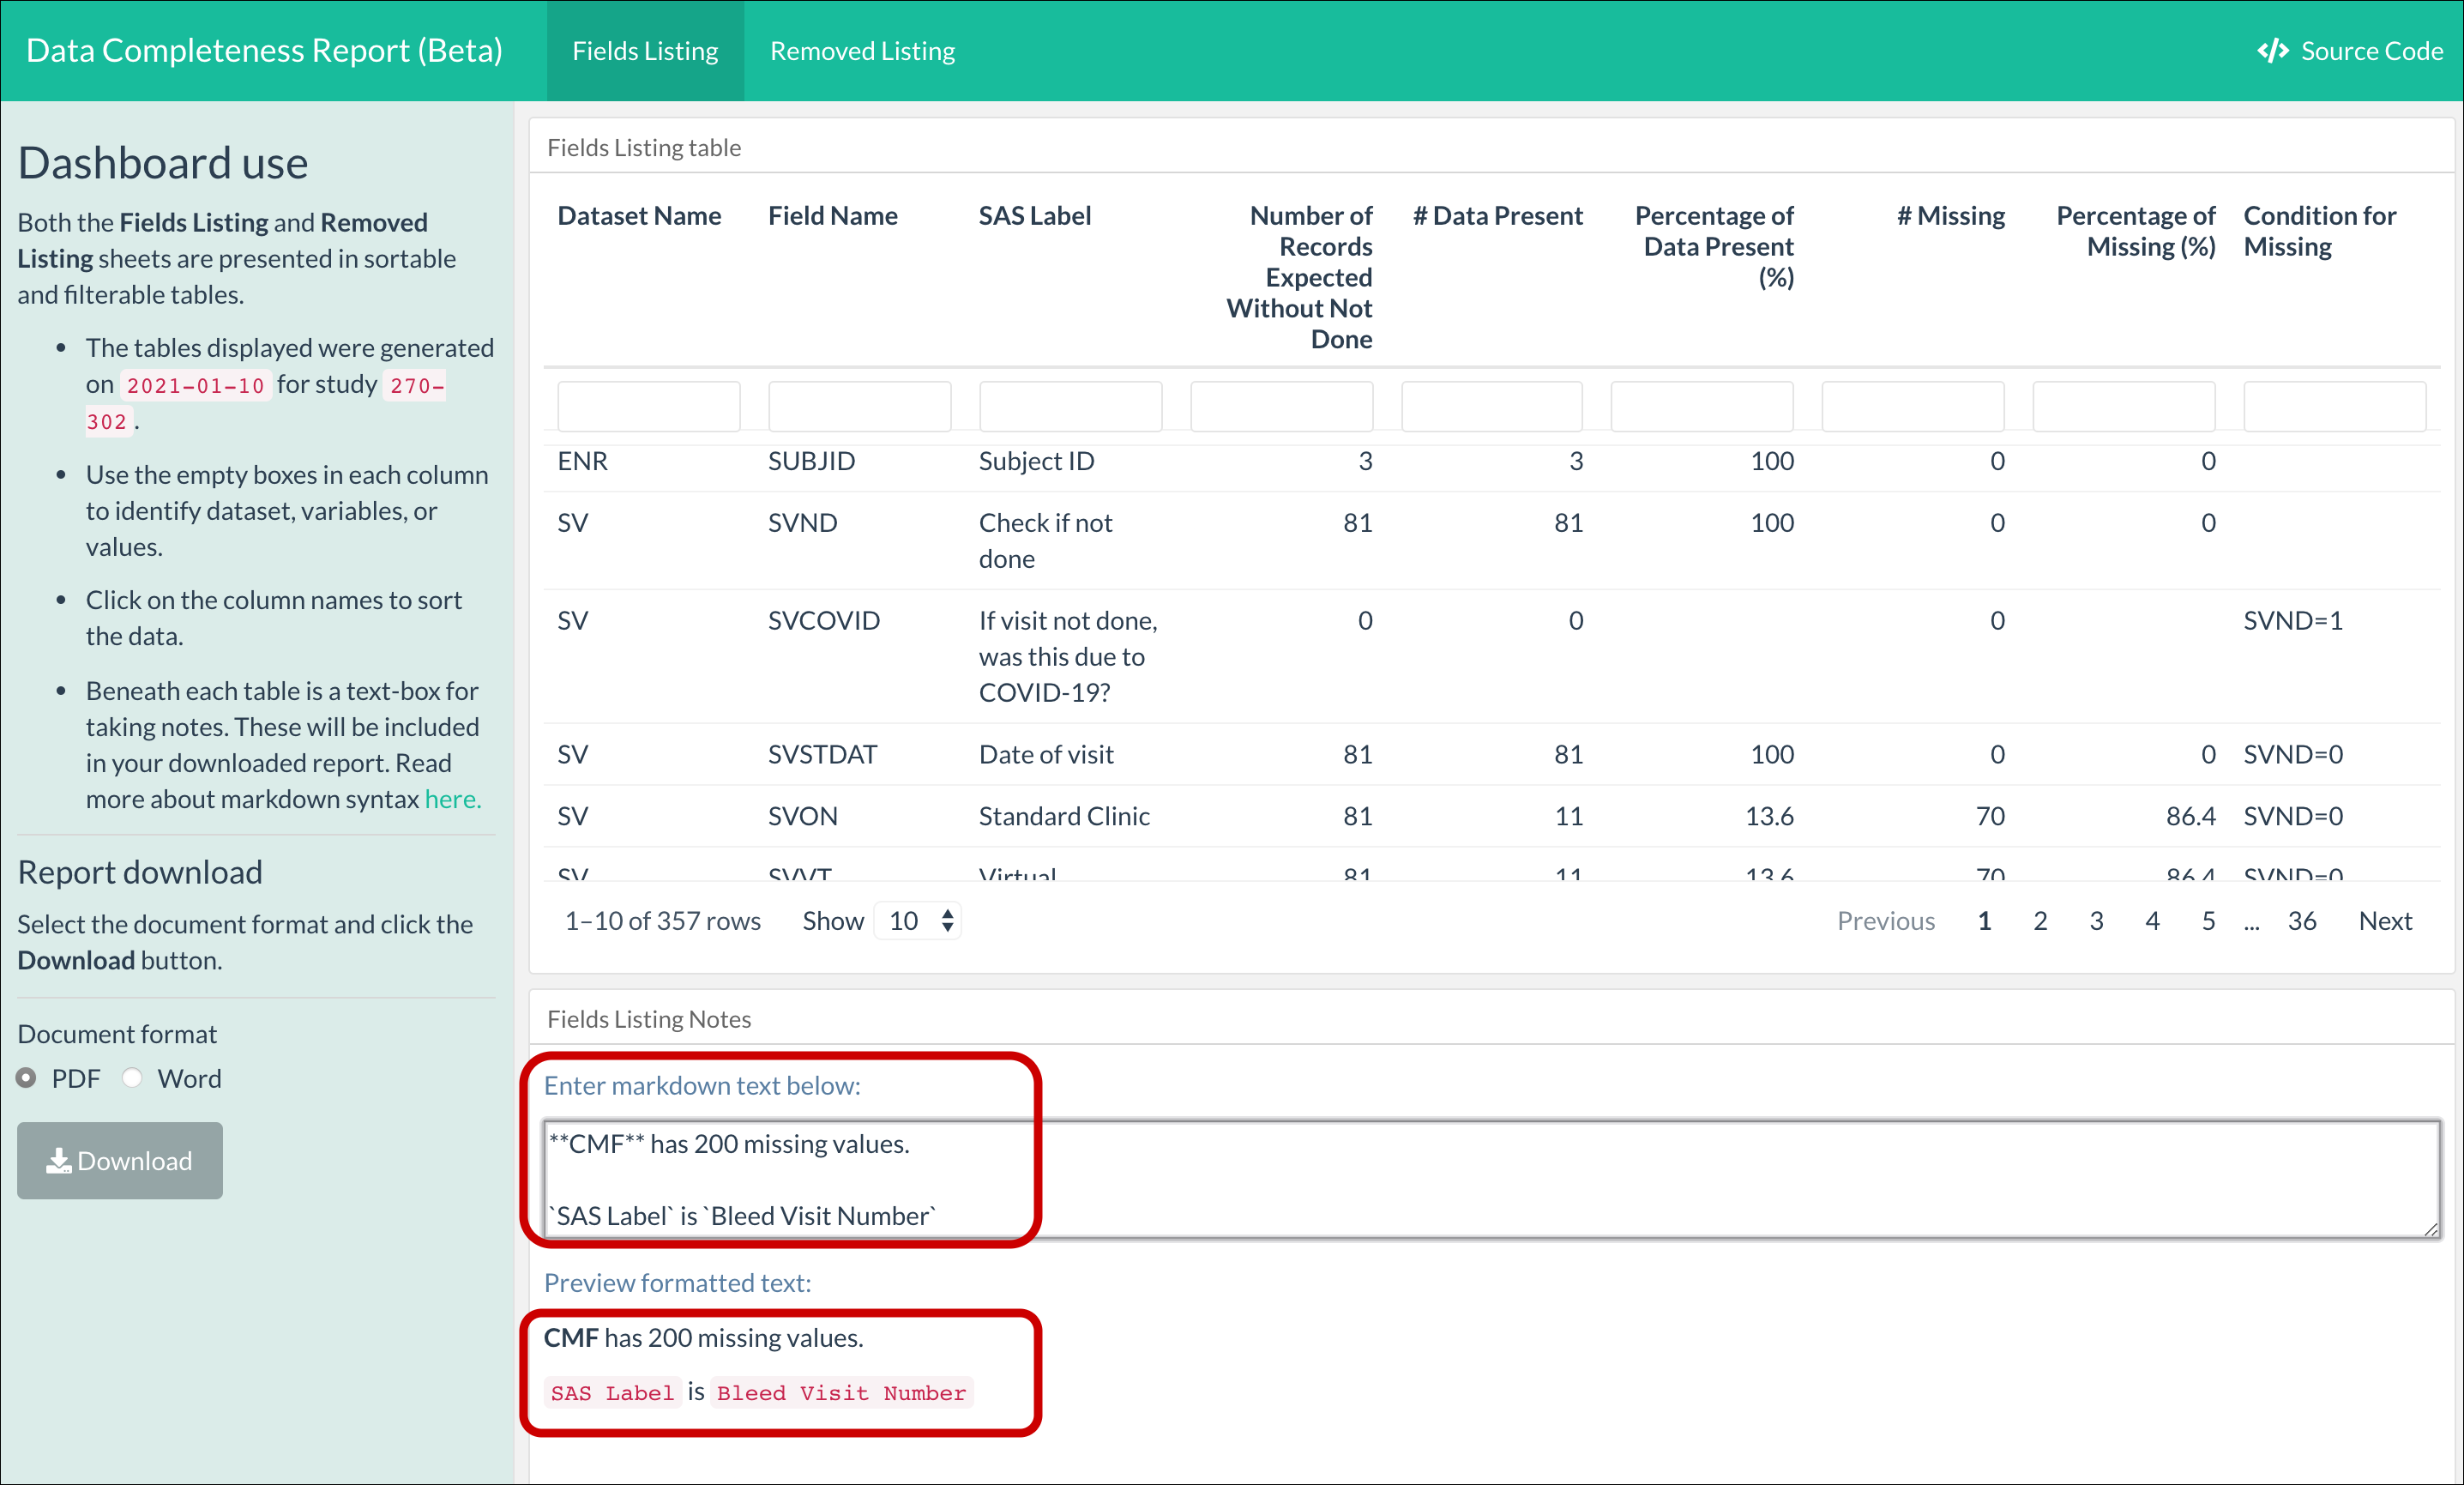 Data Completeness Report (Beta)
Fields Listing
Removed Listing
Source Code
Dashboard use
Both the Fields Listing and Removed
Listing sheets are presented in sortable
and filterable tables.
• The tables displayed were generated
on 2021-01-10 for study 270-
302.
• Use the empty boxes in each column
to identify dataset, variables, or
values.
• Click on the column names to sort
the data.
• Beneath each table is a text-box for
taking notes. These will be included
in your downloaded report. Read
more about markdown syntax here.
Report download
Select the document format and click the
Download button.
Document format
PDF Word
Download
Fields Listing table
Dataset Name Field Name SAS Label Number of # Data Present Percentage of # Missing Percentage of Condition for
Records Data Present Missing (%) Missing
Expected (%)
Without Not
Done
ENR SUBJID Subject ID 3 3 100 0 0
SV SVND Check if not 81 81 100 0 0
done
SV SVCOVID If visit not done, 0 0 0 SVND=1
was this due to
COVID-19?
SV SVSTDAT Date of visit 81 81 100 0 0 SVND=0
SV SVON Standard Clinic 81 11 13.6 70 86.4 SVND=0
SV SVVT Virtual 81 11 13.6 70 86.4 SVND=0
1–10 of 357 rows Show 10 Previous 1 2 3 4 5 ... 36 Next
Fields Listing Notes
Enter markdown text below:
**CMF** has 200 missing values.
`SAS Label` is `Bleed Visit Number`
Preview formatted text:
CMF has 200 missing values.
SAS Label is Bleed Visit Number